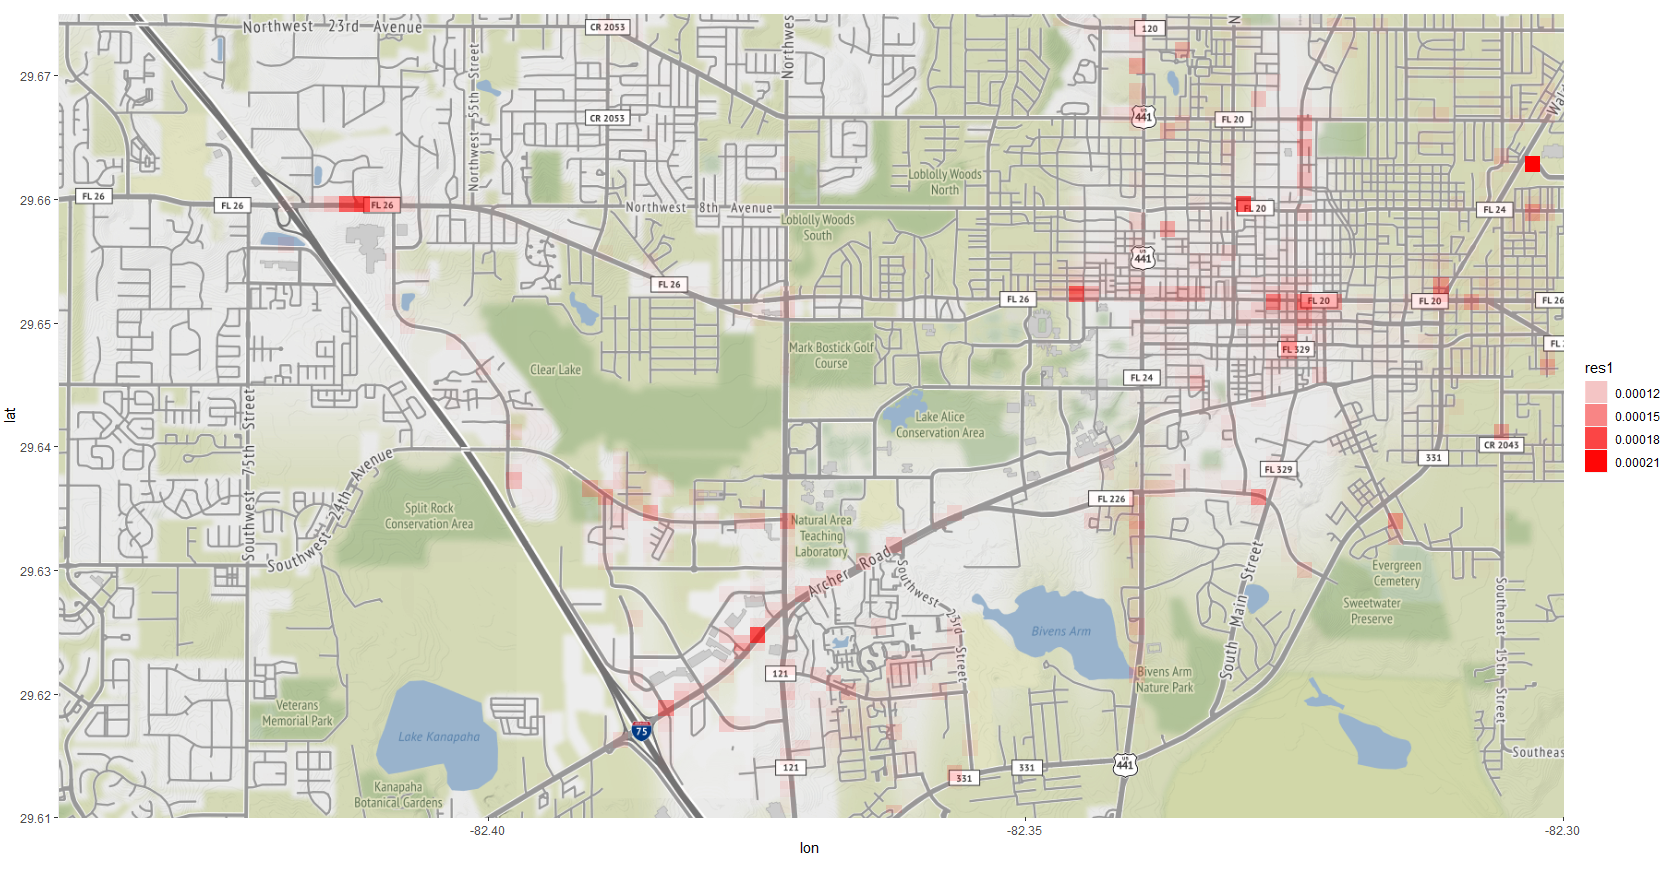 Northwest 23rd Avenue
CR 2053
120
29.67
Northwest 55th Street
Northwes
N
CR 2053
441
FL 20
Loblolly Woods
North
FL 26
FL 26
FL 26
29.66
Northwest 8th Avenue
Loblolly Woods
South
FL 20
FL 24
441
FL 26
FL 26
FL 20
FL 20
FL 26
29.65
Mark Bostick Golf
Course
FL 329
Clear Lake
FL 24
Southwest 75th Street
Lake Alice
Conservation Area
29.64
CR 2043
331
FL 329
Southwest 24th Avenue
Split Rock
Conservation Area
FL 226
Natural Area
Teaching
Laboratory
Archer Road
29.63
Southwest 23rd Street
Evergreen
Cemetery
Sweetwater
Preserve
Bivens Arm
South Main Street
Southeast 15th Street
121
Bivens Arm
Nature Park
29.62
Veterans
Memorial Park
Lake Kanapaha
75
121
331
331
441
Southeas
Kanapaha
Botanical Gardens
29.61
-82.40
-82.35
-82.30
lon
lat
res1
0.00012
0.00015
0.00018
0.00021